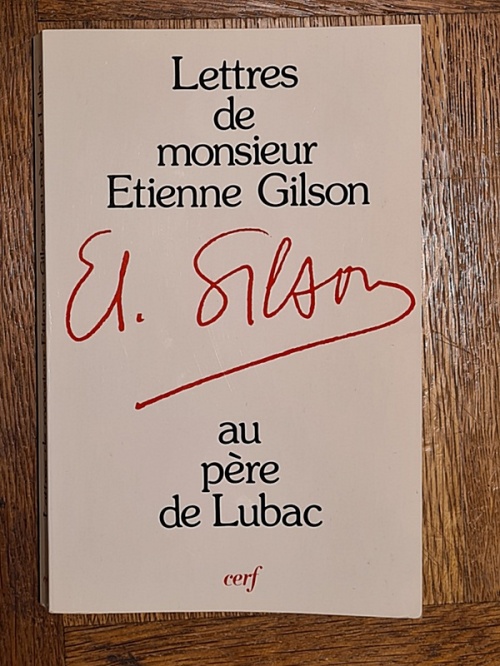 Lettres
de
monsieur
Etienne Gilson
Et. Gilson
au
père
de Lubac
cerf